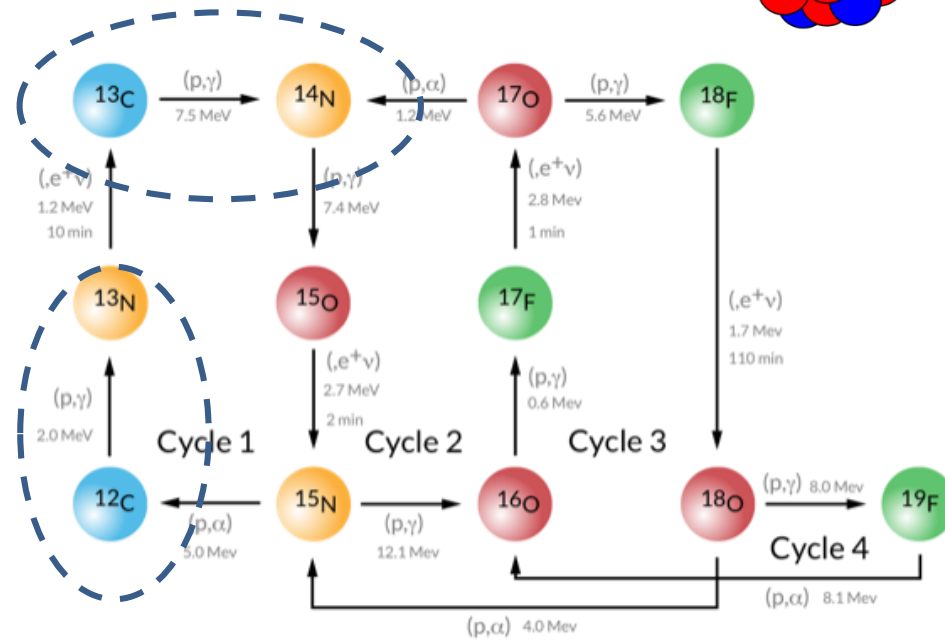 13C
(p,γ)
7.5 MeV
14N
(p,α)
1.2 MeV
17O
(p,γ)
5.6 MeV
18F
(,e+ν)
1.2 MeV
10 min
(p,γ)
7.4 MeV
(,e+ν)
2.8 Mev
1 min
13N
15O
17F
(,e+ν)
1.7 Mev
110 min
(p,γ)
2.0 MeV
(,e+ν)
2.7 MeV
2 min
(p,γ)
0.6 Mev
Cycle 1
Cycle 2
Cycle 3
12C
(p,α)
5.0 Mev
15N
(p,γ)
12.1 Mev
16O
18O
(p,γ) 8.0 Mev
19F
Cycle 4
(p,α) 8.1 Mev
(p,α) 4.0 Mev